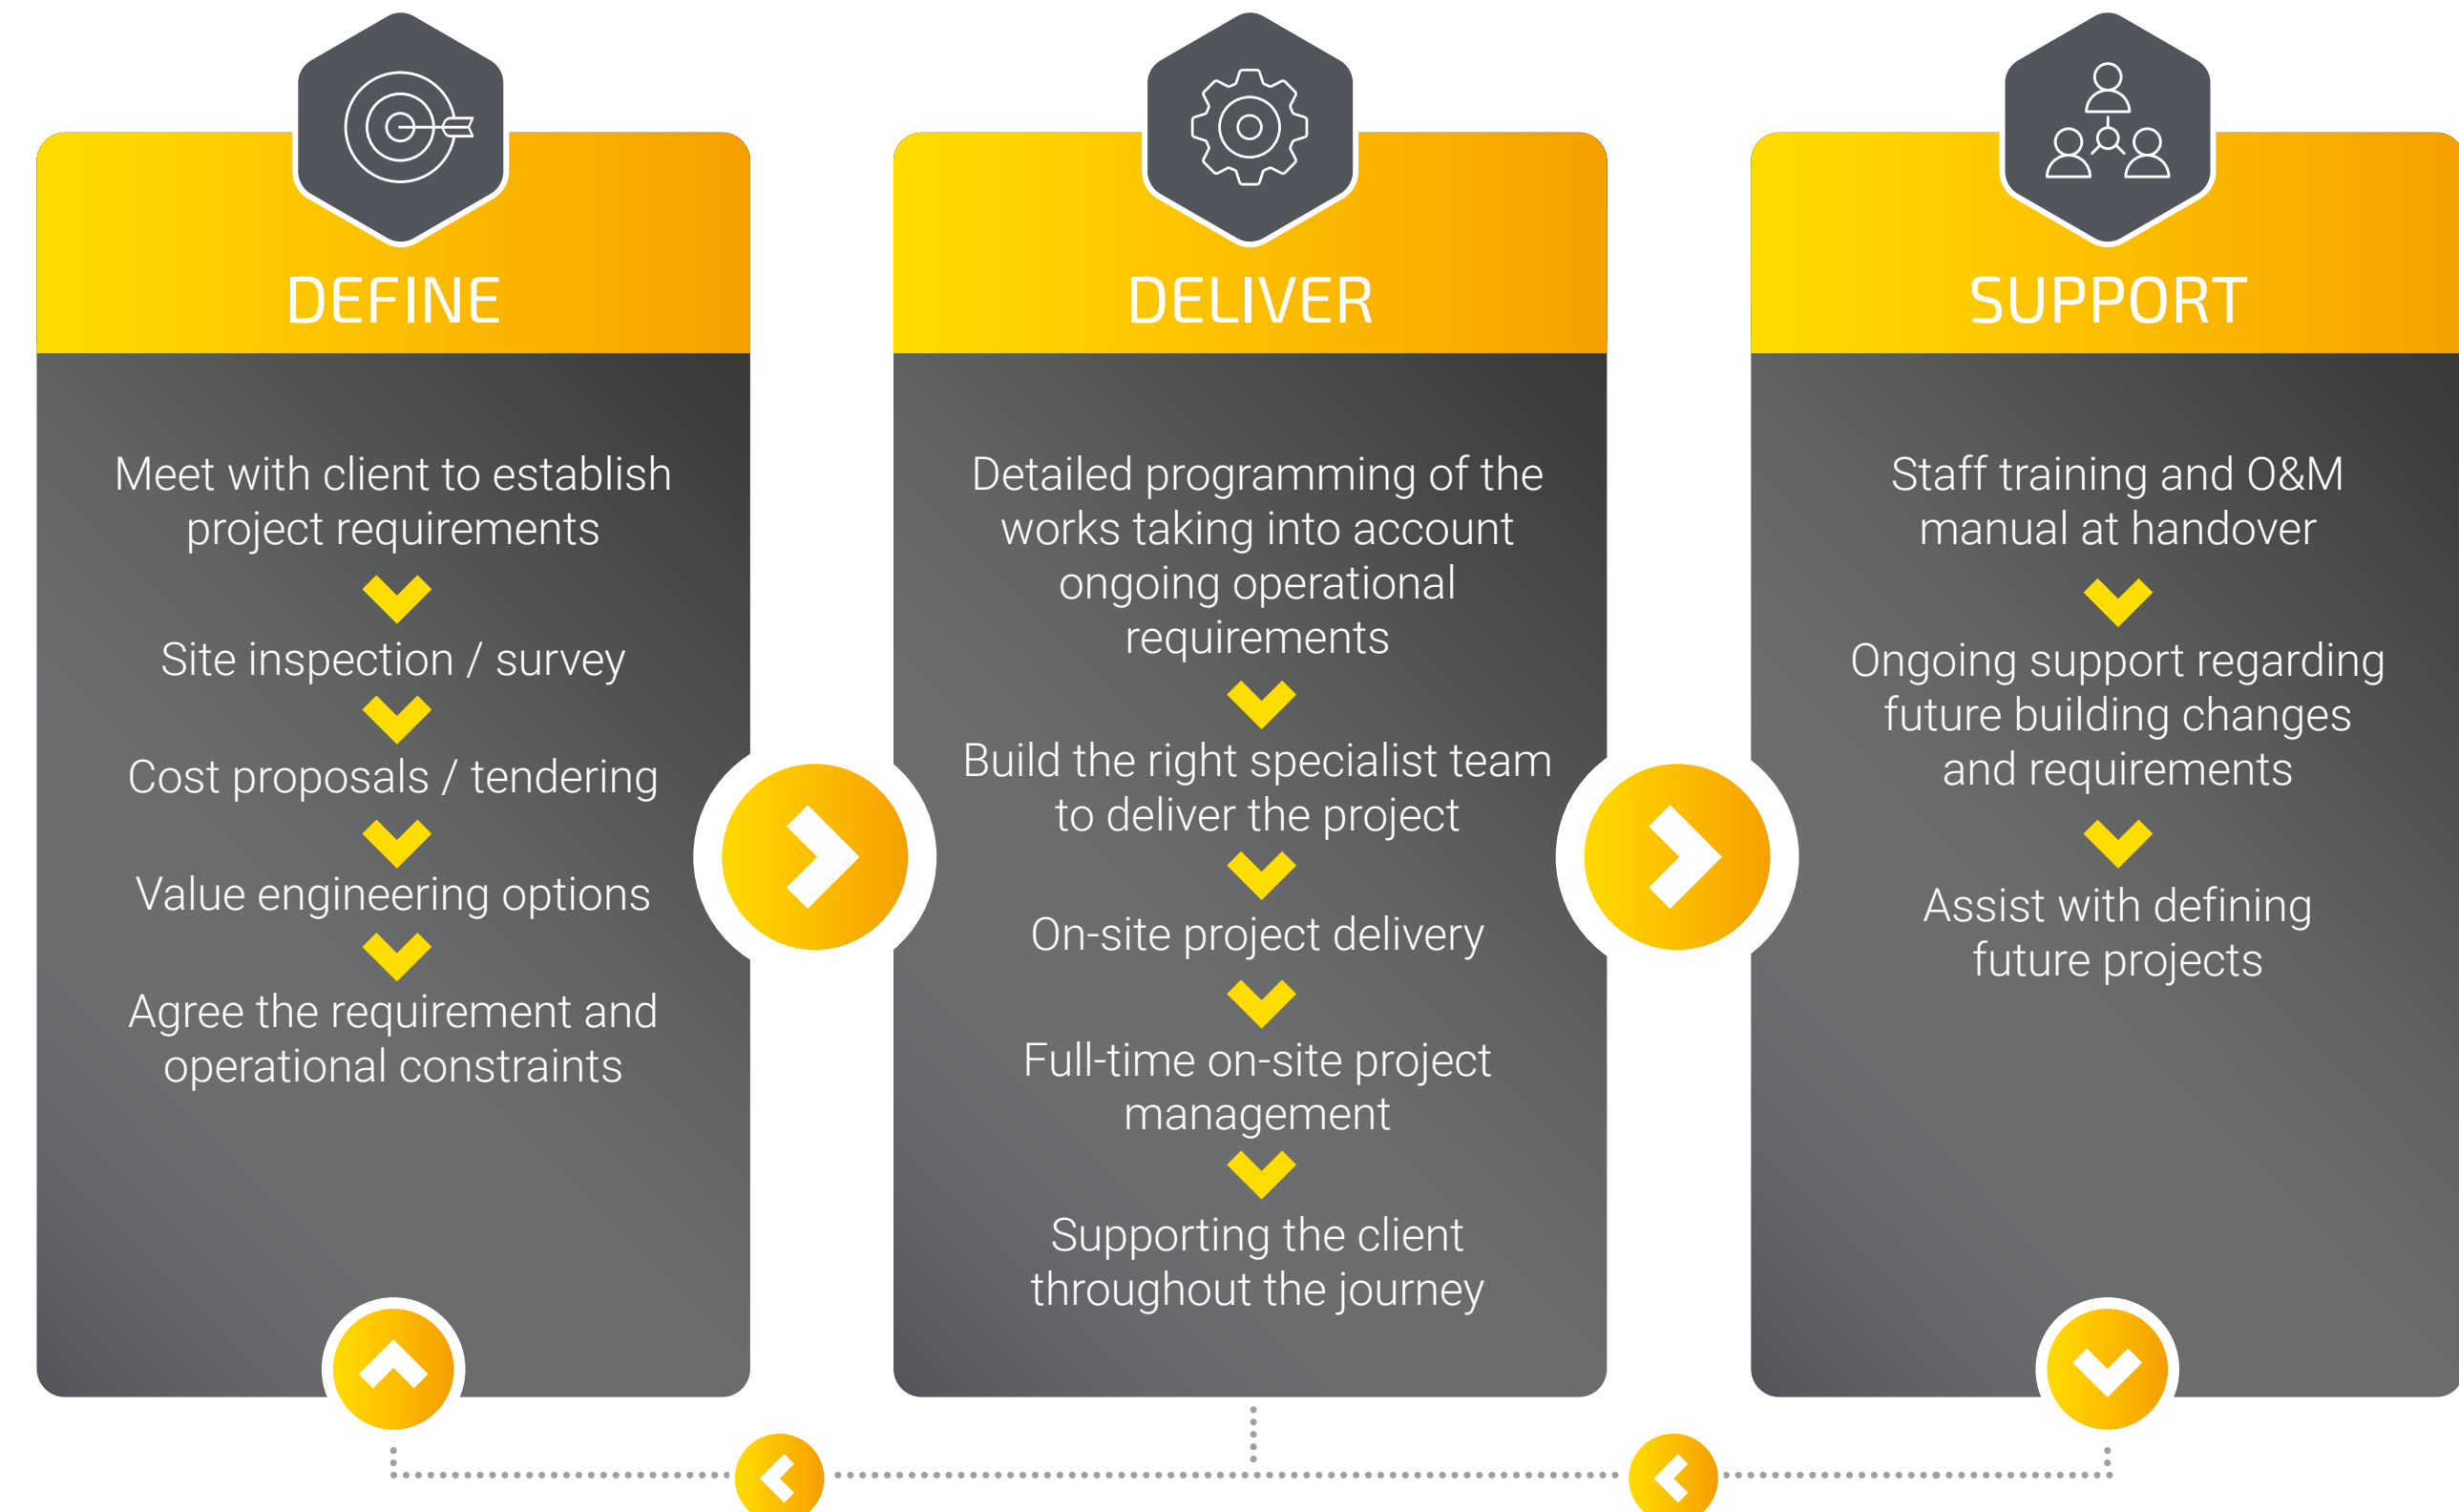 DEFINE
Meet with client to establish
project requirements
Site inspection / survey
Cost proposals / tendering
Value engineering options
Agree the requirement and
operational constraints
DELIVER
Detailed programming of the
works taking into account
ongoing operational
requirements
Build the right specialist team
to deliver the project
On-site project delivery
Full-time on-site project
management
Supporting the client
throughout the journey
SUPPORT
Staff training and O&M
manual at handover
Ongoing support regarding
future building changes
and requirements
Assist with defining
future projects